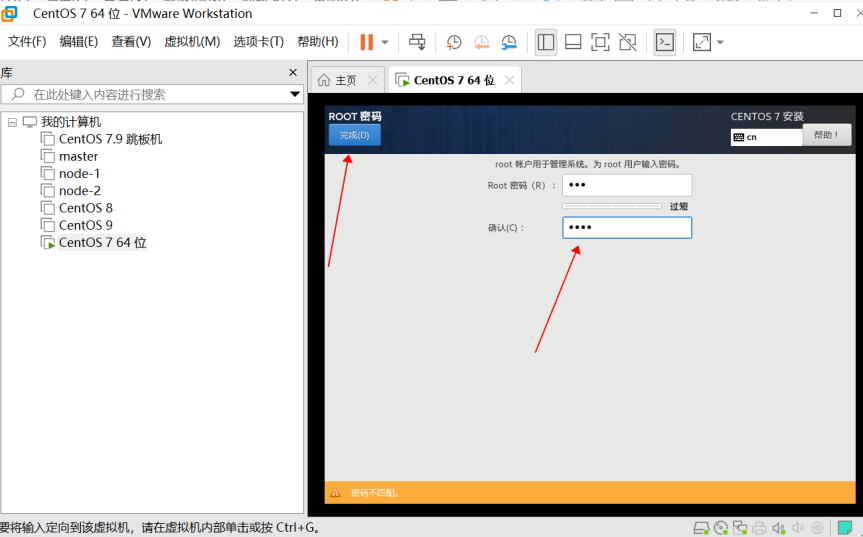 CentOS 7 64 位 - VMware Workstation
文件(F) 编辑(E) 查看(V) 虚拟机(M) 选项卡(T) 帮助(H)
库
在此处键入内容进行搜索
我的计算机
CentOS 7.9 跳板机
master
node-1
node-2
CentOS 8
CentOS 9
CentOS 7 64 位
主页
CentOS 7 64 位
ROOT 密码
完成(D)
CENTOS 7 安装
cn
帮助！
root 帐户用于管理系统。为 root 用户输入密码。
Root 密码（R）：
过短
确认(C)：
密码不匹配。
要将输入定向到该虚拟机，请在虚拟机内部单击或按 Ctrl+G。